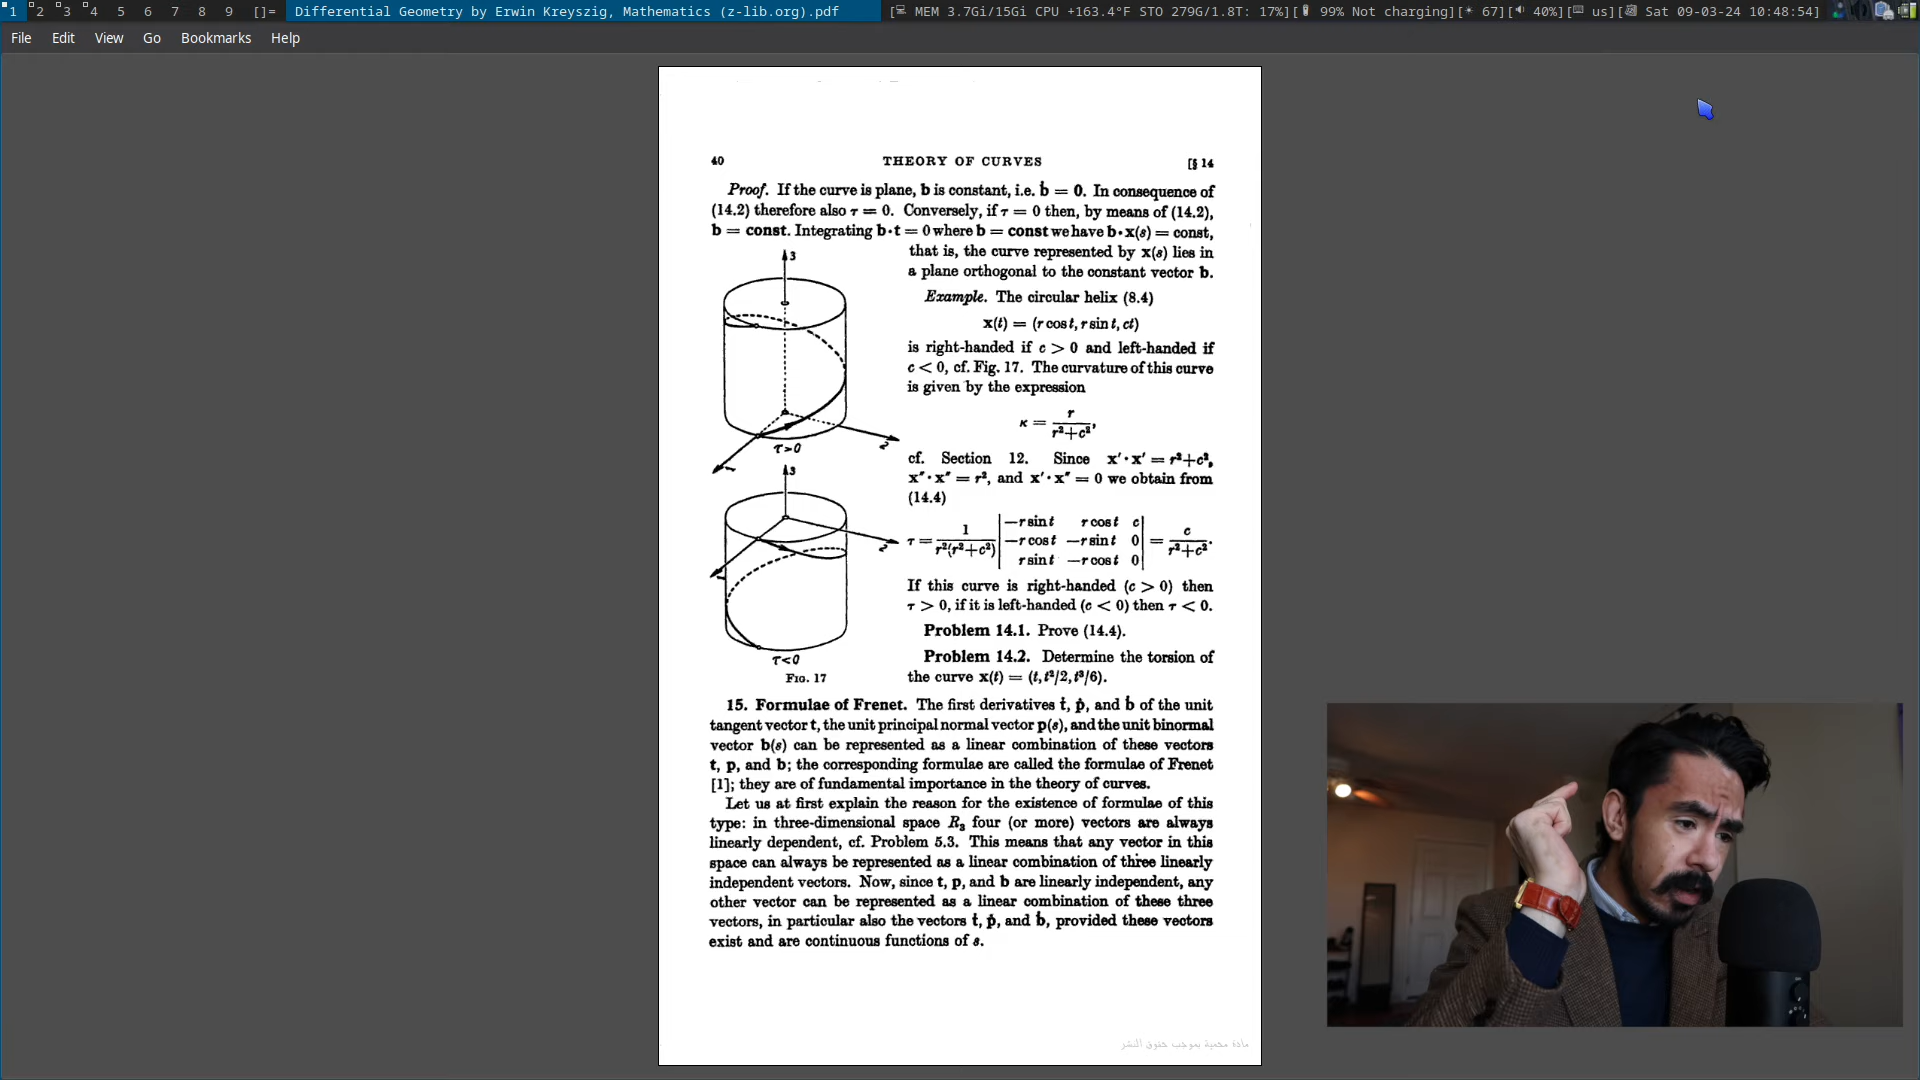 1 2 3 4 5 6 7 8 9 []= Differential Geometry by Erwin Kreyszig, Mathematics (z-lib.org).pdf [ MEM 3.7Gi/15Gi CPU +163.4°F STO 279G/1.8T: 17%][ 99% Not charging][ 67][ 40%][ us][ Sat 09-03-24 10:48:54]
File Edit View Go Bookmarks Help
40 THEORY OF CURVES [§ 14
Proof. If the curve is plane, b is constant, i.e. ḃ = 0. In consequence of
(14.2) therefore also τ = 0. Conversely, if τ = 0 then, by means of (14.2),
b = const. Integrating b·t = 0 where b = const we have b·x(s) = const,
that is, the curve represented by x(s) lies in
a plane orthogonal to the constant vector b.
Example. The circular helix (8.4)
x(t) = (r cos t, r sin t, ct)
is right-handed if c > 0 and left-handed if
c < 0, cf. Fig. 17. The curvature of this curve
is given by the expression
κ = r / r²+c²,
cf. Section 12. Since x′·x′ = r²+c²,
x″·x″ = r², and x′·x″ = 0 we obtain from
(14.4)
τ = 1 / r²(r²+c²) | −r sin t r cos t c |
| −r cos t −r sin t 0 | = c / r²+c².
| r sin t −r cos t 0 |
If this curve is right-handed (c > 0) then
τ > 0, if it is left-handed (c < 0) then τ < 0.
Problem 14.1. Prove (14.4).
Problem 14.2. Determine the torsion of
the curve x(t) = (t, t²/2, t³/6).
3
2
1
τ>0
3
2
1
τ<0
FIG. 17
15. Formulae of Frenet. The first derivatives ṫ, ṗ, and ḃ of the unit
tangent vector t, the unit principal normal vector p(s), and the unit binormal
vector b(s) can be represented as a linear combination of these vectors
t, p, and b; the corresponding formulae are called the formulae of Frenet
[1]; they are of fundamental importance in the theory of curves.
Let us at first explain the reason for the existence of formulae of this
type: in three-dimensional space R₃ four (or more) vectors are always
linearly dependent, cf. Problem 5.3. This means that any vector in this
space can always be represented as a linear combination of three linearly
independent vectors. Now, since t, p, and b are linearly independent, any
other vector can be represented as a linear combination of these three
vectors, in particular also the vectors ṫ, ṗ, and ḃ, provided these vectors
exist and are continuous functions of s.
مادة محمية بموجب حقوق النشر